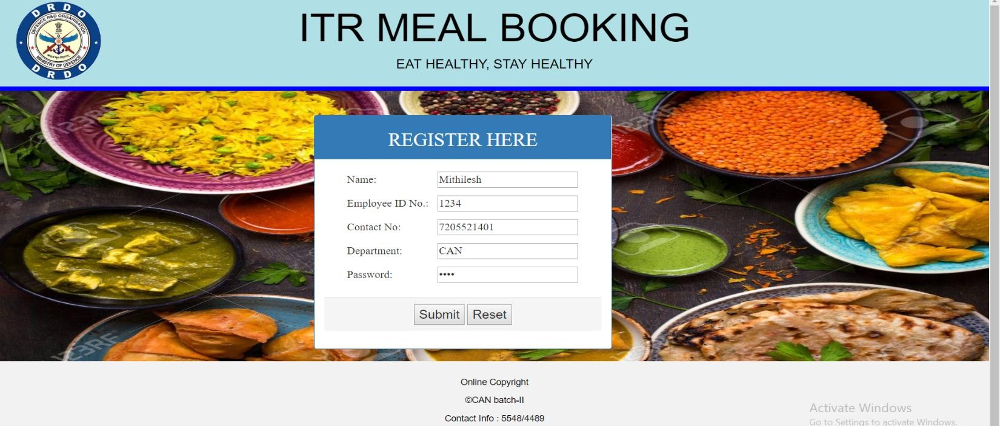 DRDO
DEFENCE R&D ORGANISATION
MINISTRY OF DEFENCE
DRDO
ITR MEAL BOOKING
EAT HEALTHY, STAY HEALTHY
REGISTER HERE
Name: Mithilesh
Employee ID No.: 1234
Contact No: 7205521401
Department: CAN
Password: ••••
Submit Reset
123RF
123RF
Online Copyright
©CAN batch-II
Contact Info : 5548/4489
Activate Windows
Go to Settings to activate Windows.